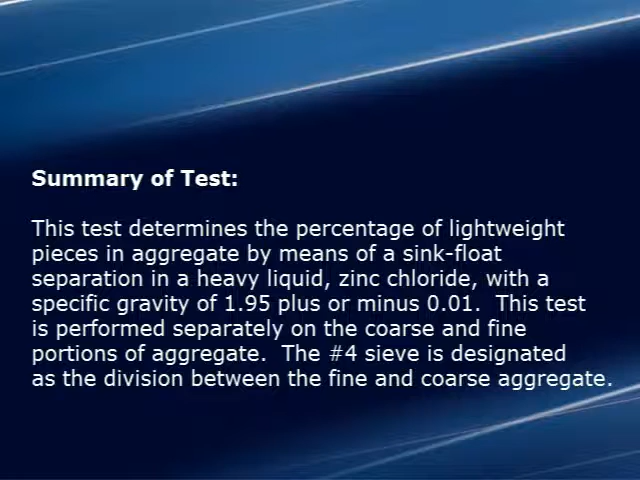 Summary of Test:
This test determines the percentage of lightweight
pieces in aggregate by means of a sink-float
separation in a heavy liquid, zinc chloride, with a
specific gravity of 1.95 plus or minus 0.01.  This test
is performed separately on the coarse and fine
portions of aggregate.  The #4 sieve is designated
as the division between the fine and coarse aggregate.